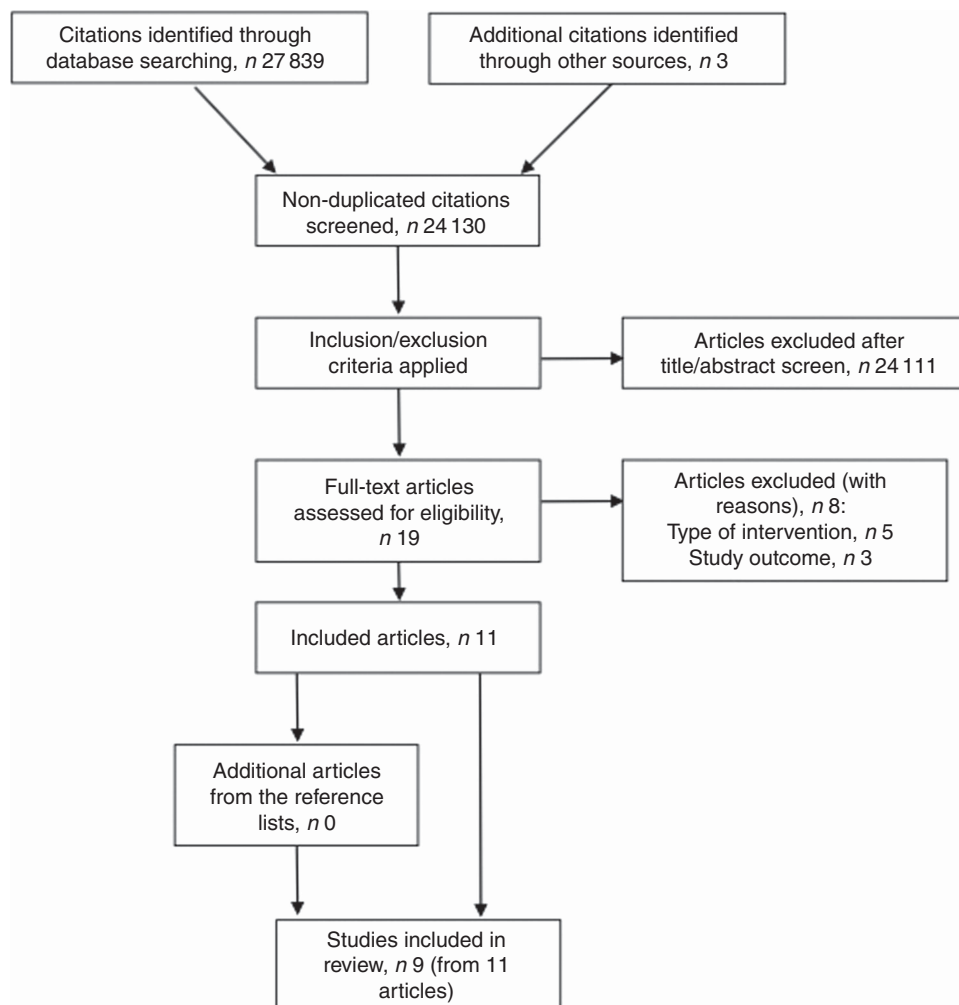 Citations identified through
database searching, n 27 839
Additional citations identified
through other sources, n 3
Non-duplicated citations
screened, n 24 130
Inclusion/exclusion
criteria applied
Articles excluded after
title/abstract screen, n 24 111
Full-text articles
assessed for eligibility,
n 19
Articles excluded (with
reasons), n 8:
Type of intervention, n 5
Study outcome, n 3
Included articles, n 11
Additional articles
from the reference
lists, n 0
Studies included in
review, n 9 (from 11
articles)